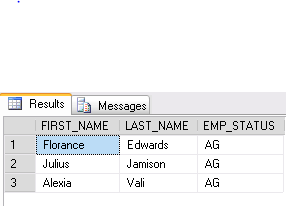 Results Messages
FIRST_NAME LAST_NAME EMP_STATUS
1 Florance Edwards AG
2 Julius Jamison AG
3 Alexia Vali AG